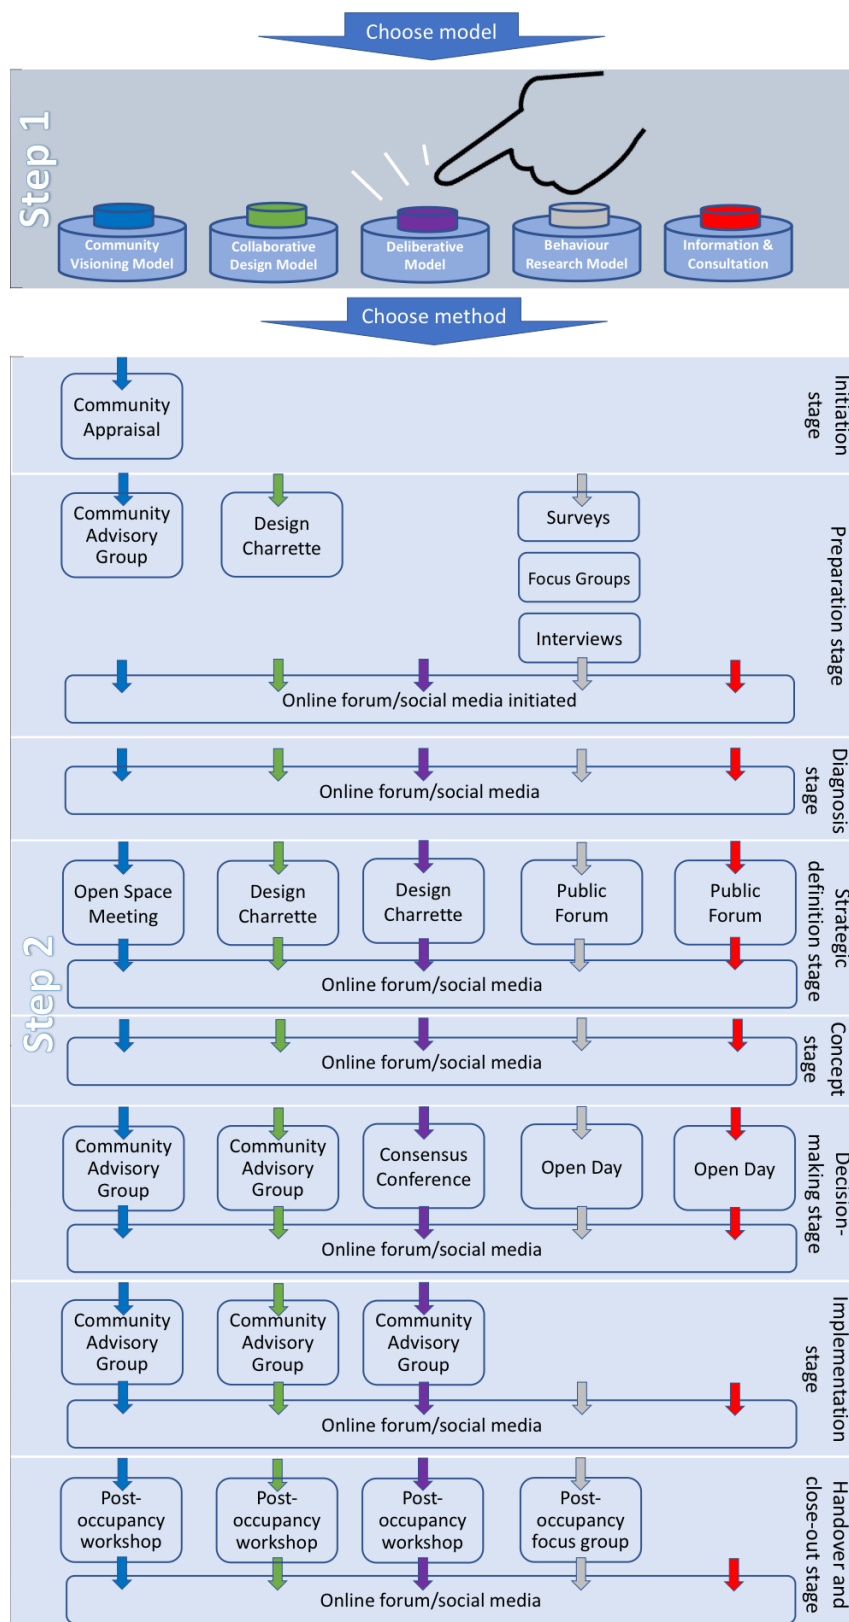 Choose model
Step 1
Community
Visioning Model
Collaborative
Design Model
Deliberative
Model
Behaviour
Research Model
Information &
Consultation
Choose method
Step 2
Initiation
stage
Community
Appraisal
Preparation stage
Community
Advisory
Group
Design
Charrette
Surveys
Focus Groups
Interviews
Online forum/social media initiated
Diagnosis
stage
Online forum/social media
Strategic
definition stage
Open Space
Meeting
Design
Charrette
Design
Charrette
Public
Forum
Public
Forum
Online forum/social media
Concept
stage
Online forum/social media
Decision-
making stage
Community
Advisory
Group
Community
Advisory
Group
Consensus
Conference
Open Day
Open Day
Online forum/social media
Implementation
stage
Community
Advisory
Group
Community
Advisory
Group
Community
Advisory
Group
Online forum/social media
Handover and
close-out stage
Post-
occupancy
workshop
Post-
occupancy
workshop
Post-
occupancy
workshop
Post-
occupancy
focus group
Online forum/social media